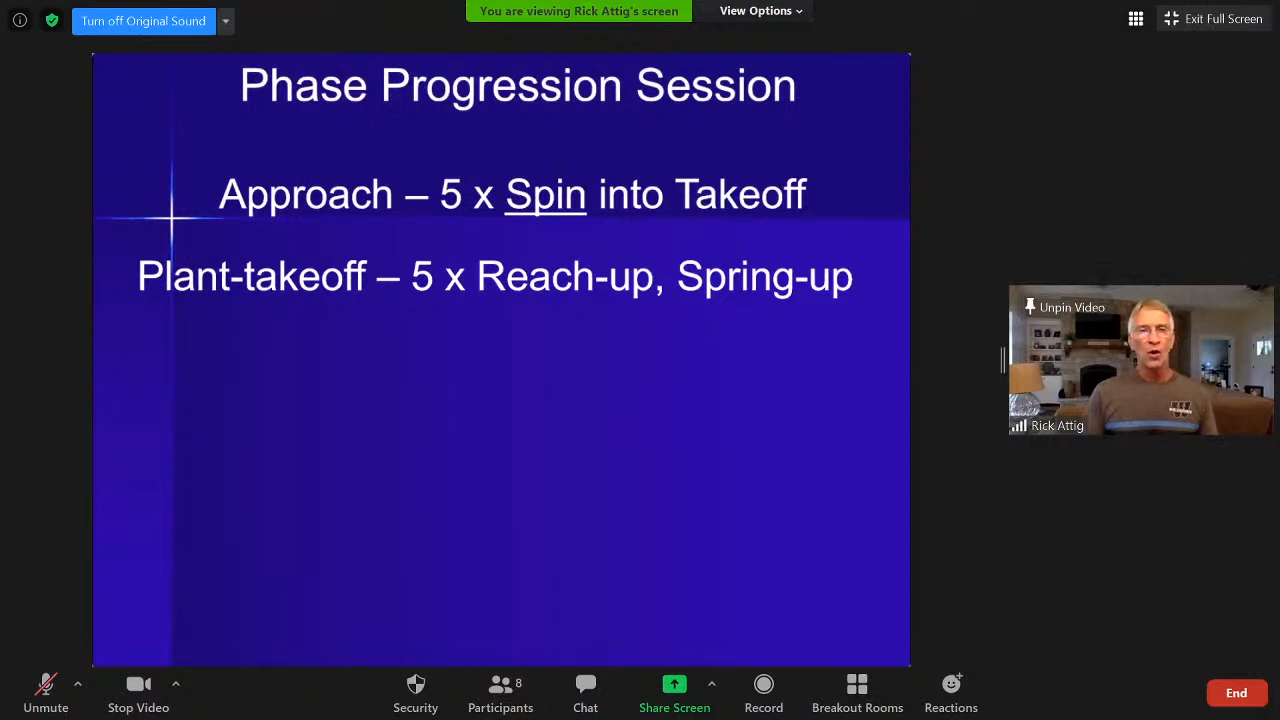 Turn off Original Sound
You are viewing Rick Attig's screen
View Options
Exit Full Screen
Phase Progression Session
Approach – 5 x Spin into Takeoff
Plant-takeoff – 5 x Reach-up, Spring-up
Unpin Video
W
Rick Attig
Unmute
Stop Video
Security
8
Participants
Chat
Share Screen
Record
Breakout Rooms
Reactions
End